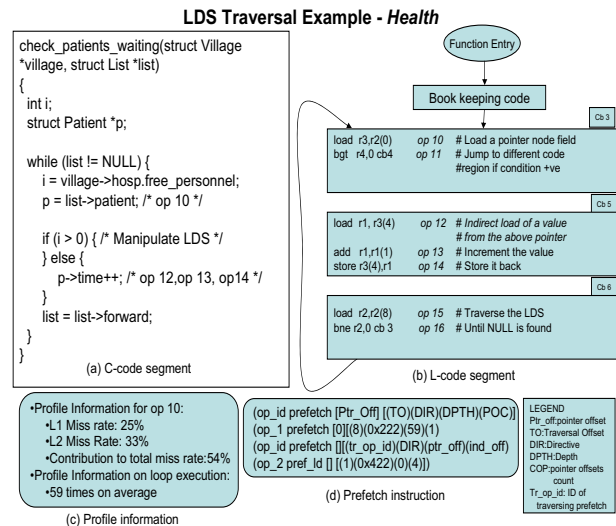 LDS Traversal Example - Health
check_patients_waiting(struct Village
*village, struct List *list)
{
int i;
struct Patient *p;
while (list != NULL) {
i = village->hosp.free_personnel;
p = list->patient; /* op 10 */
if (i > 0) { /* Manipulate LDS */
} else {
p->time++; /* op 12,op 13, op14 */
}
list = list->forward;
}
}
(a) C-code segment
Function Entry
Book keeping code
Cb 3
load r3,r2(0) op 10 # Load a pointer node field
bgt r4,0 cb4 op 11 # Jump to different code
#region if condition +ve
Cb 5
load r1, r3(4) op 12 # Indirect load of a value
# from the above pointer
add r1,r1(1) op 13 # Increment the value
store r3(4),r1 op 14 # Store it back
Cb 6
load r2,r2(8) op 15 # Traverse the LDS
bne r2,0 cb 3 op 16 # Until NULL is found
(b) L-code segment
•Profile Information for op 10:
•L1 Miss rate: 25%
•L2 Miss Rate: 33%
•Contribution to total miss rate:54%
•Profile Information on loop execution:
•59 times on average
(c) Profile information
(op_id prefetch [Ptr_Off] [(TO)(DIR)(DPTH)(POC)]
(op_1 prefetch [0][(8)(0x222)(59)(1)
(op_id prefetch [][(tr_op_id)(DIR)(ptr_off)(ind_off)
(op_2 pref_Id [] [(1)(0x422)(0)(4)])
(d) Prefetch instruction
LEGEND
Ptr_off:pointer offset
TO:Traversal Offset
DIR:Directive
DPTH:Depth
COP:pointer offsets
count
Tr_op_id: ID of
traversing prefetch